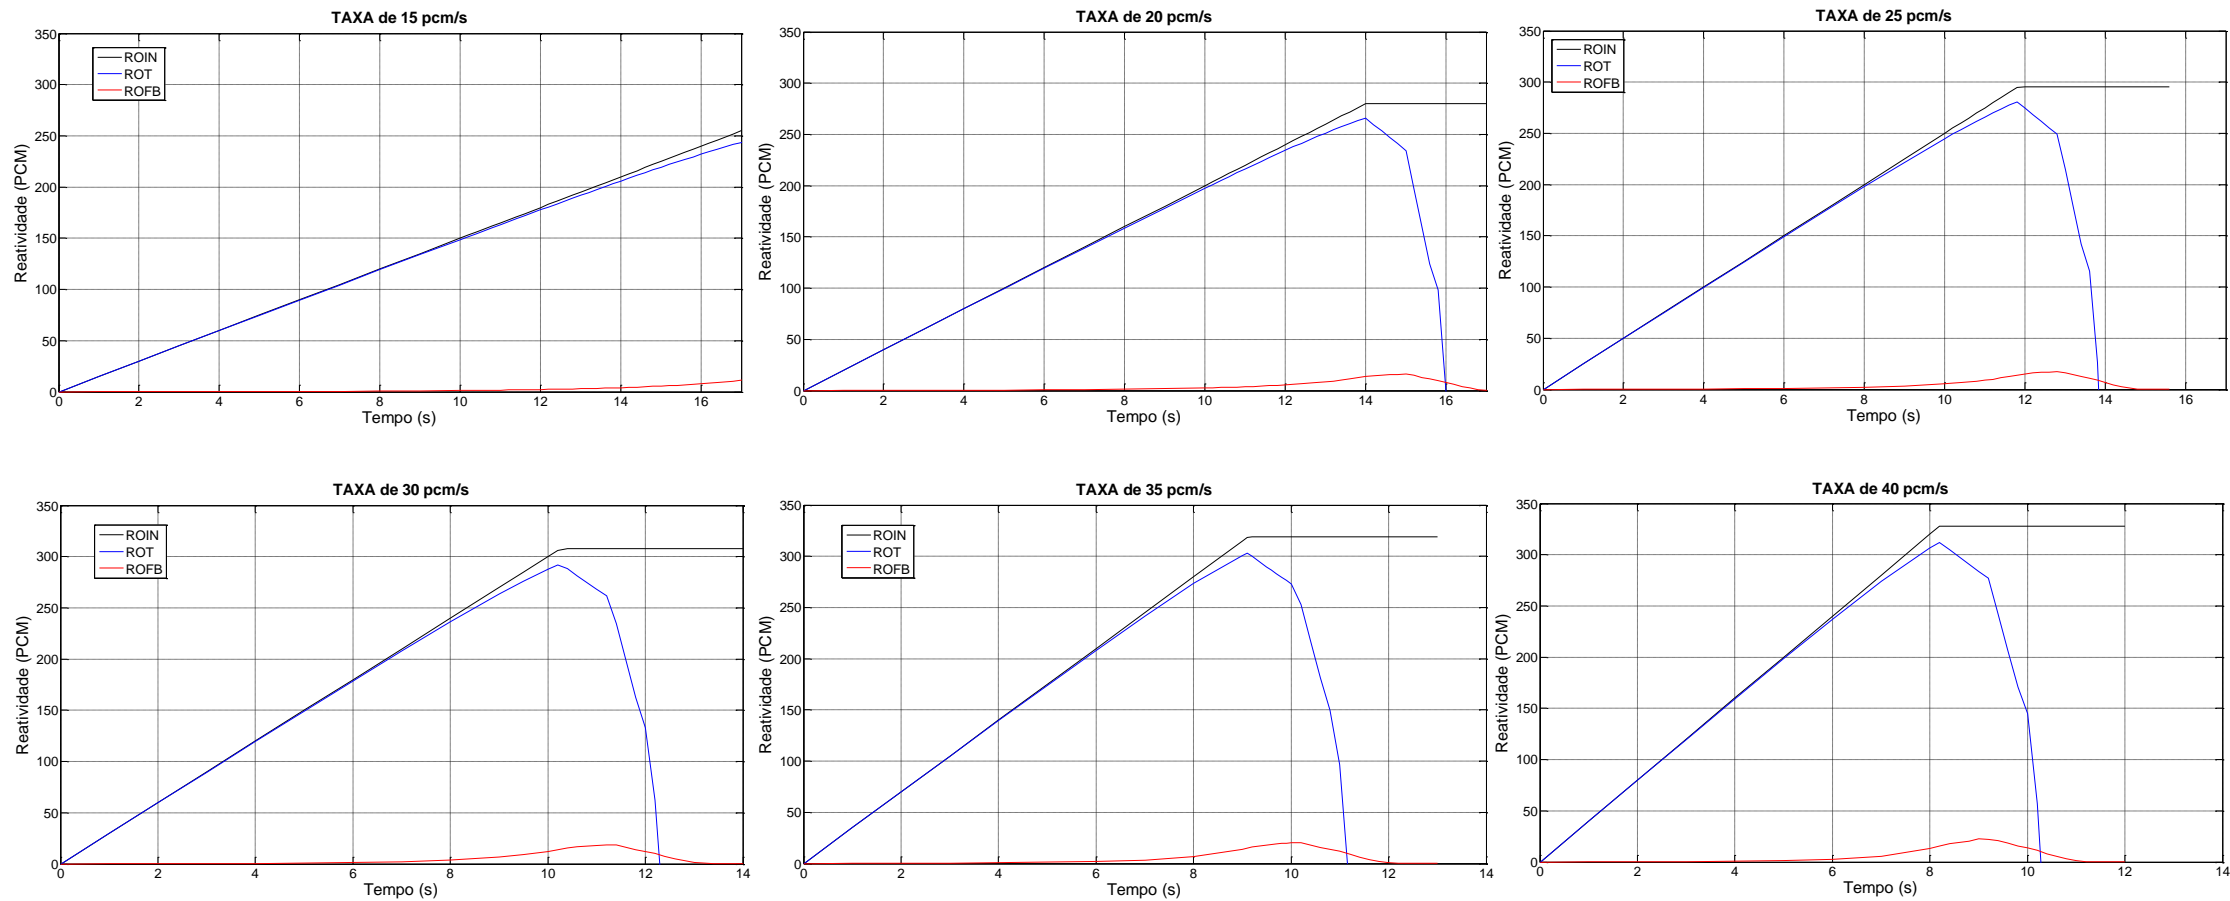 TAXA de 15 pcm/s
350
300
250
200
150
100
50
0
Reatividade (PCM)
ROIN
ROT
ROFB
0 2 4 6 8 10 12 14 16
Tempo (s)
TAXA de 20 pcm/s
350
300
250
200
150
100
50
0
Reatividade (PCM)
0 2 4 6 8 10 12 14 16
Tempo (s)
TAXA de 25 pcm/s
350
300
250
200
150
100
50
0
Reatividade (PCM)
ROIN
ROT
ROFB
0 2 4 6 8 10 12 14 16
Tempo (s)
TAXA de 30 pcm/s
350
300
250
200
150
100
50
0
Reatividade (PCM)
ROIN
ROT
ROFB
0 2 4 6 8 10 12 14
Tempo (s)
TAXA de 35 pcm/s
350
300
250
200
150
100
50
0
Reatividade (PCM)
ROIN
ROT
ROFB
0 2 4 6 8 10 12 14
Tempo (s)
TAXA de 40 pcm/s
350
300
250
200
150
100
50
0
Reatividade (PCM)
0 2 4 6 8 10 12 14
Tempo (s)